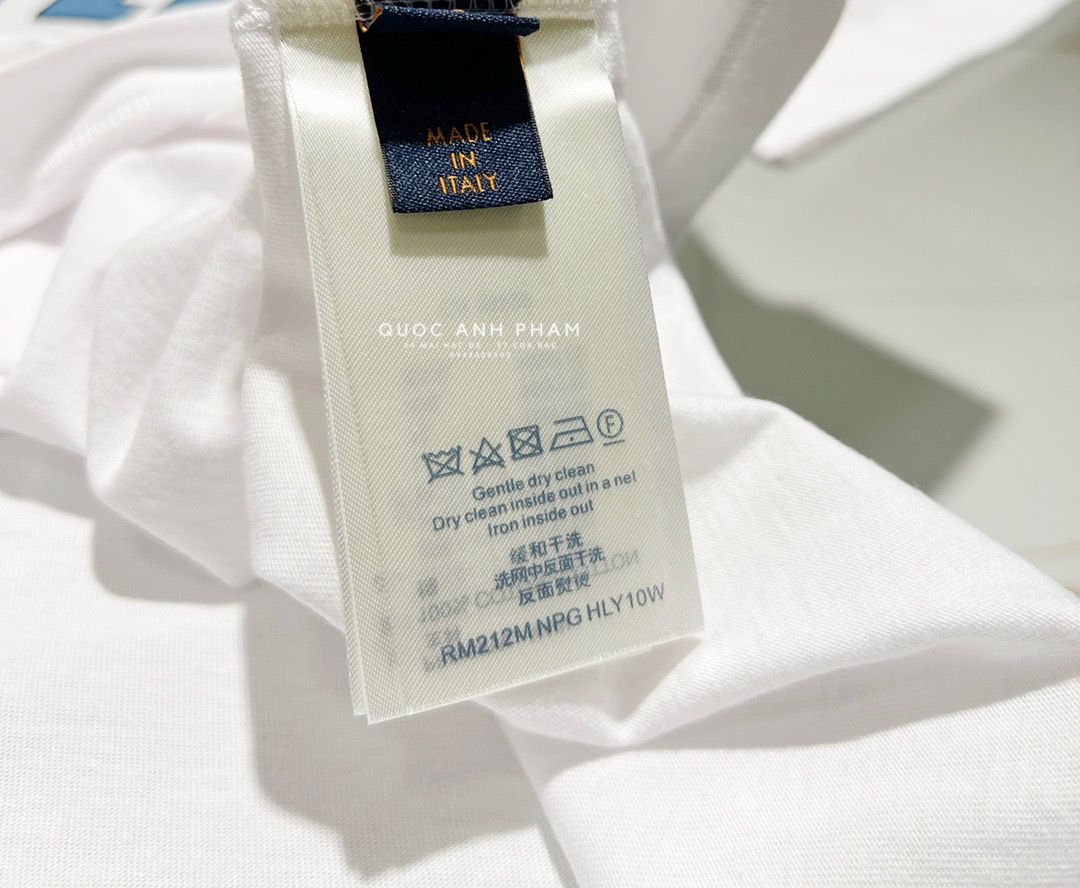 MADE
IN
ITALY
QUOC ANH PHAM
F
Gentle dry clean
Dry clean inside out in a net
Iron inside out
缓和干洗
洗网中反面干洗
反面熨烫
RM212M NPG HLY10W